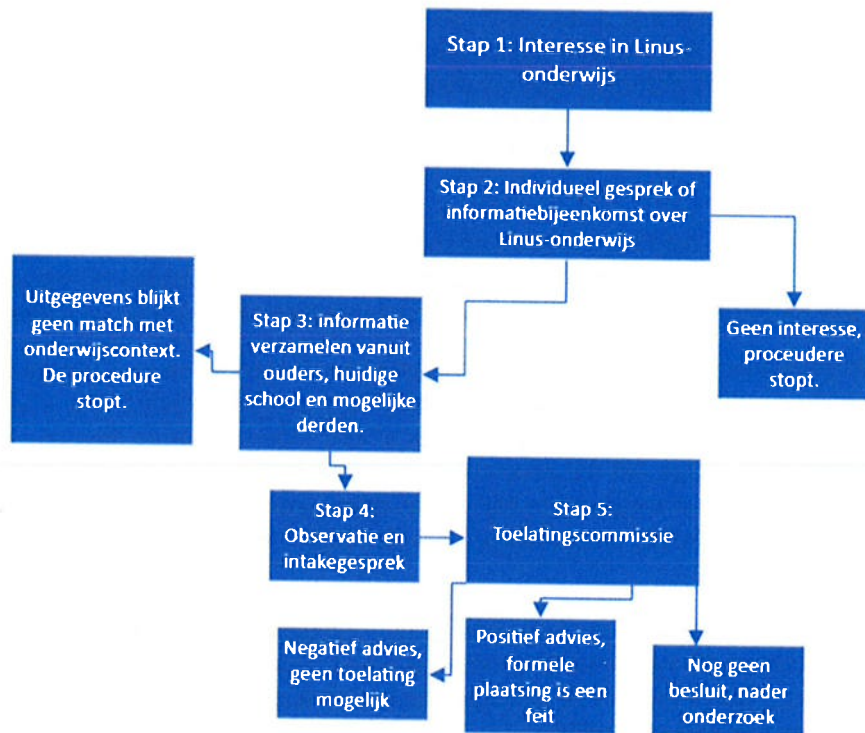 Stap 1: Interesse in Linus-
onderwijs
Stap 2: Individueel gesprek of
informatiebijeenkomst over
Linus-onderwijs
Uitgegevens blijkt
geen match met
onderwijscontext.
De procedure
stopt.
Stap 3: informatie
verzamelen vanuit
ouders, huidige
school en mogelijke
derden.
Geen interesse,
proceudere
stopt.
Stap 4:
Observatie en
intakegesprek
Stap 5:
Toelatingscommissie
Negatief advies,
geen toelating
mogelijk
Positief advies,
formele
plaatsing is een
feit
Nog geen
besluit, nader
onderzoek